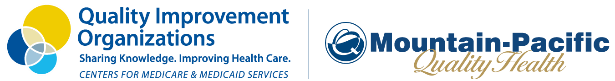 Quality Improvement
Organizations
Sharing Knowledge. Improving Health Care.
CENTERS FOR MEDICARE & MEDICAID SERVICES
Mountain-Pacific
Quality Health